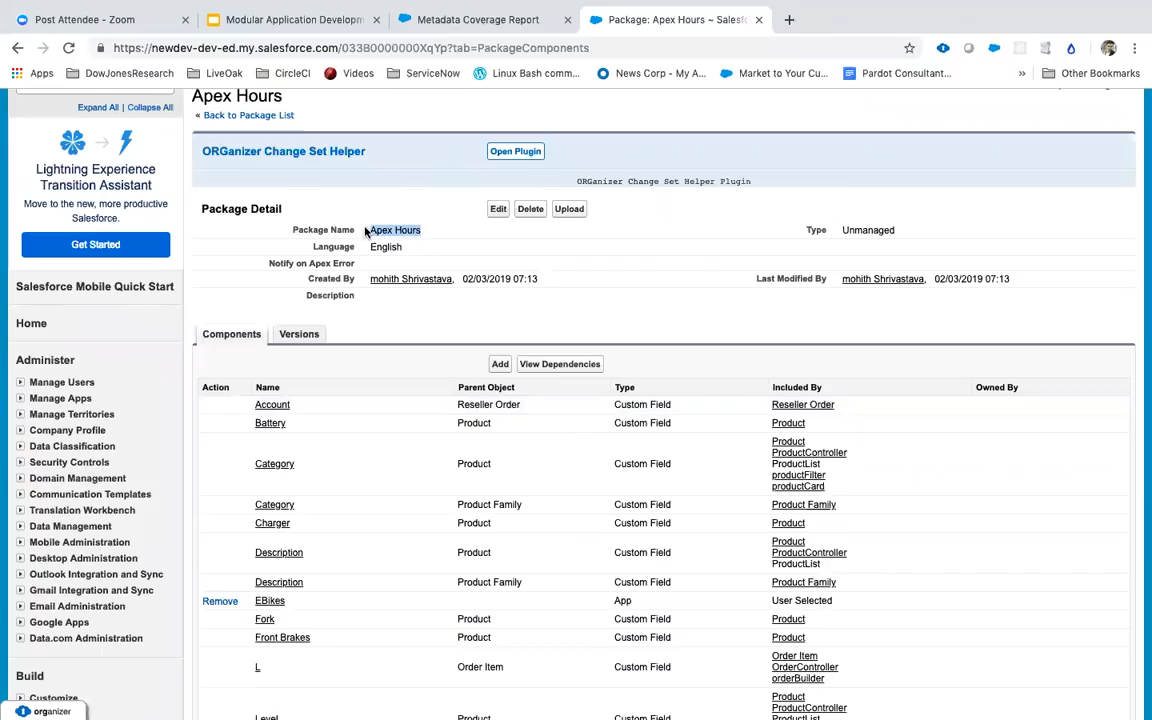 Post Attendee - Zoom
Modular Application Developm
Metadata Coverage Report
Package: Apex Hours ~ Salesf
https://newdev-dev-ed.my.salesforce.com/033B0000000XqYp?tab=PackageComponents
Apps
DowJonesResearch
LiveOak
CircleCI
Videos
ServiceNow
Linux Bash comm...
News Corp - My A...
Market to Your Cu...
Pardot Consultant...
»
Other Bookmarks
Expand All | Collapse All
Lightning Experience
Transition Assistant
Move to the new, more productive
Salesforce.
Get Started
Salesforce Mobile Quick Start
Home
Administer
Manage Users
Manage Apps
Manage Territories
Company Profile
Data Classification
Security Controls
Domain Management
Communication Templates
Translation Workbench
Data Management
Mobile Administration
Desktop Administration
Outlook Integration and Sync
Gmail Integration and Sync
Email Administration
Google Apps
Data.com Administration
Build
Customize
organizer
Apex Hours
« Back to Package List
ORGanizer Change Set Helper
Open Plugin
ORGanizer Change Set Helper Plugin
Package Detail
Edit Delete Upload
Package Name Apex Hours Type Unmanaged
Language English
Notify on Apex Error
Created By mohith Shrivastava, 02/03/2019 07:13 Last Modified By mohith Shrivastava, 02/03/2019 07:13
Description
Components Versions
Add View Dependencies
Action Name Parent Object Type Included By Owned By
Account Reseller Order Custom Field Reseller Order
Battery Product Custom Field Product
Product
ProductController
Category Product Custom Field ProductList
productFilter
productCard
Category Product Family Custom Field Product Family
Charger Product Custom Field Product
Product
Description Product Custom Field ProductController
ProductList
Description Product Family Custom Field Product Family
Remove EBikes App User Selected
Fork Product Custom Field Product
Front Brakes Product Custom Field Product
Order Item
L Order Item Custom Field OrderController
orderBuilder
Product
ProductController
Level Product Custom Field ProductList